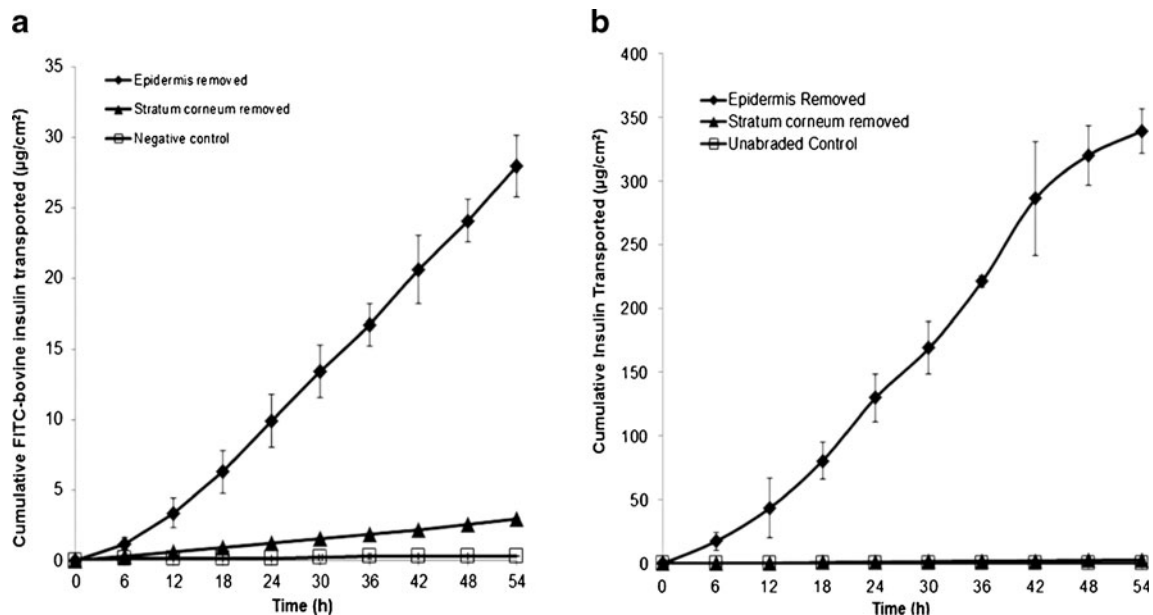 a
Cumulative FITC-bovine insulin transported (µg/cm²)
35
30
25
20
15
10
5
0
Epidermis removed
Stratum corneum removed
Negative control
0 6 12 18 24 30 36 42 48 54
Time (h)
b
Cumulative Insulin Transported (µg/cm²)
400
350
300
250
200
150
100
50
0
Epidermis Removed
Stratum corneum removed
Unabraded Control
0 6 12 18 24 30 36 42 48 54
Time (h)